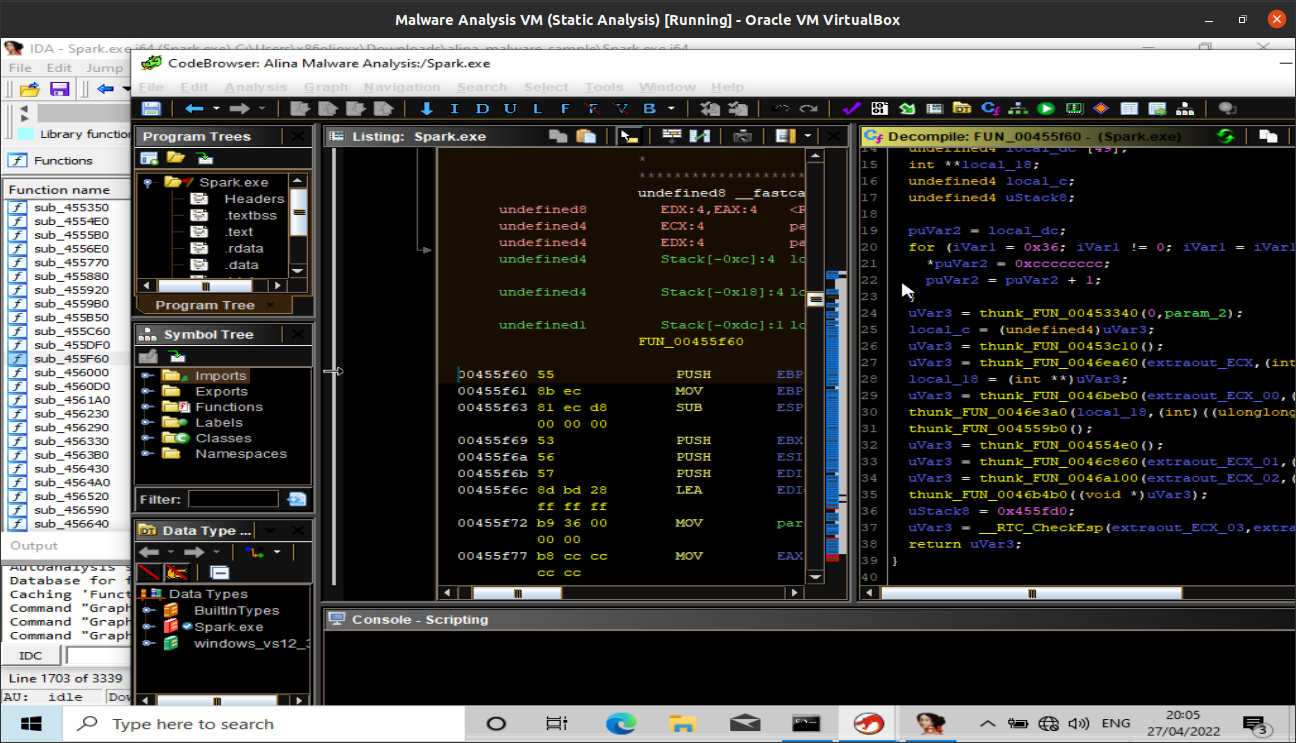 Malware Analysis VM (Static Analysis) [Running] - Oracle VM VirtualBox
IDA - Spark.exe
File Edit Jump
Library function
Functions
Function name
sub_455350
sub_4554E0
sub_4555B0
sub_4556E0
sub_455770
sub_455880
sub_455920
sub_4559B0
sub_455B50
sub_455C60
sub_455DF0
sub_455F60
sub_456000
sub_4560D0
sub_4561A0
sub_456230
sub_456290
sub_456330
sub_4563B0
sub_456430
sub_4564A0
sub_456520
sub_456590
sub_456640
Output
Autoanalysis s
Database for f
Caching 'Funct
Command "Graph
Command "Graph
Command "Graph
IDC
Line 1703 of 3339
AU: idle Dow
CodeBrowser: Alina Malware Analysis:/Spark.exe
File Edit Analysis Graph Navigation Search Select Tools Window Help
I D U L F F V B
Program Trees
Spark.exe
Headers
.textbss
.text
.rdata
.data
Program Tree
Symbol Tree
Imports
Exports
Functions
Labels
Classes
Namespaces
Filter:
Data Type ...
Data Types
BuiltInTypes
Spark.exe
windows_vs12_3
Listing: Spark.exe
*
********************
undefined8 __fastca
undefined8 EDX:4,EAX:4 <R
undefined4 ECX:4 pa
undefined4 EDX:4 pa
undefined4 Stack[-0xc]:4 lo
undefined4 Stack[-0x18]:4 lo
undefined1 Stack[-0xdc]:1 lo
FUN_00455f60
00455f60 55 PUSH EBP
00455f61 8b ec MOV EBP
00455f63 81 ec d8 SUB ESP
00 00 00
00455f69 53 PUSH EBX
00455f6a 56 PUSH ESI
00455f6b 57 PUSH EDI
00455f6c 8d bd 28 LEA EDI
ff ff ff
00455f72 b9 36 00 MOV par
00 00
00455f77 b8 cc cc MOV EAX
cc cc
Decompile: FUN_00455f60 - (Spark.exe)
14 undefined4 local_dc [49];
15 int **local_18;
16 undefined4 local_c;
17 undefined4 uStack8;
18
19 puVar2 = local_dc;
20 for (iVar1 = 0x36; iVar1 != 0; iVar1 = iVar1
21 *puVar2 = 0xcccccccc;
22 puVar2 = puVar2 + 1;
23 }
24 uVar3 = thunk_FUN_00453340(0,param_2);
25 local_c = (undefined4)uVar3;
26 uVar3 = thunk_FUN_00453c10();
27 uVar3 = thunk_FUN_0046ea60(extraout_ECX,(int
28 local_18 = (int **)uVar3;
29 uVar3 = thunk_FUN_0046beb0(extraout_ECX_00,(
30 thunk_FUN_0046e3a0(local_18,(int)((ulonglong
31 thunk_FUN_004559b0();
32 uVar3 = thunk_FUN_004554e0();
33 uVar3 = thunk_FUN_0046c860(extraout_ECX_01,(
34 uVar3 = thunk_FUN_0046a100(extraout_ECX_02,(
35 thunk_FUN_0046b4b0((void *)uVar3);
36 uStack8 = 0x455fd0;
37 uVar3 = __RTC_CheckEsp(extraout_ECX_03,extra
38 return uVar3;
39 }
40
Console - Scripting
Type here to search
ENG
20:05
27/04/2022
3